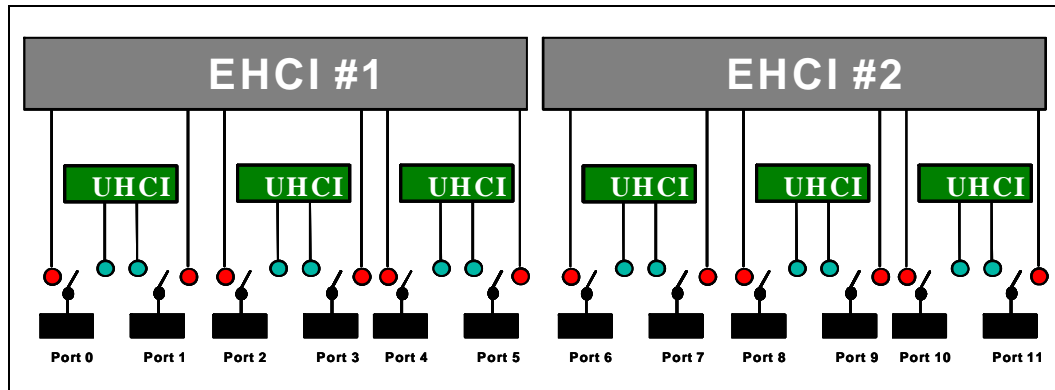 EHCI #1 EHCI #2
UHCI UHCI UHCI UHCI UHCI UHCI
Port 0 Port 1 Port 2 Port 3 Port 4 Port 5 Port 6 Port 7 Port 8 Port 9 Port 10 Port 11